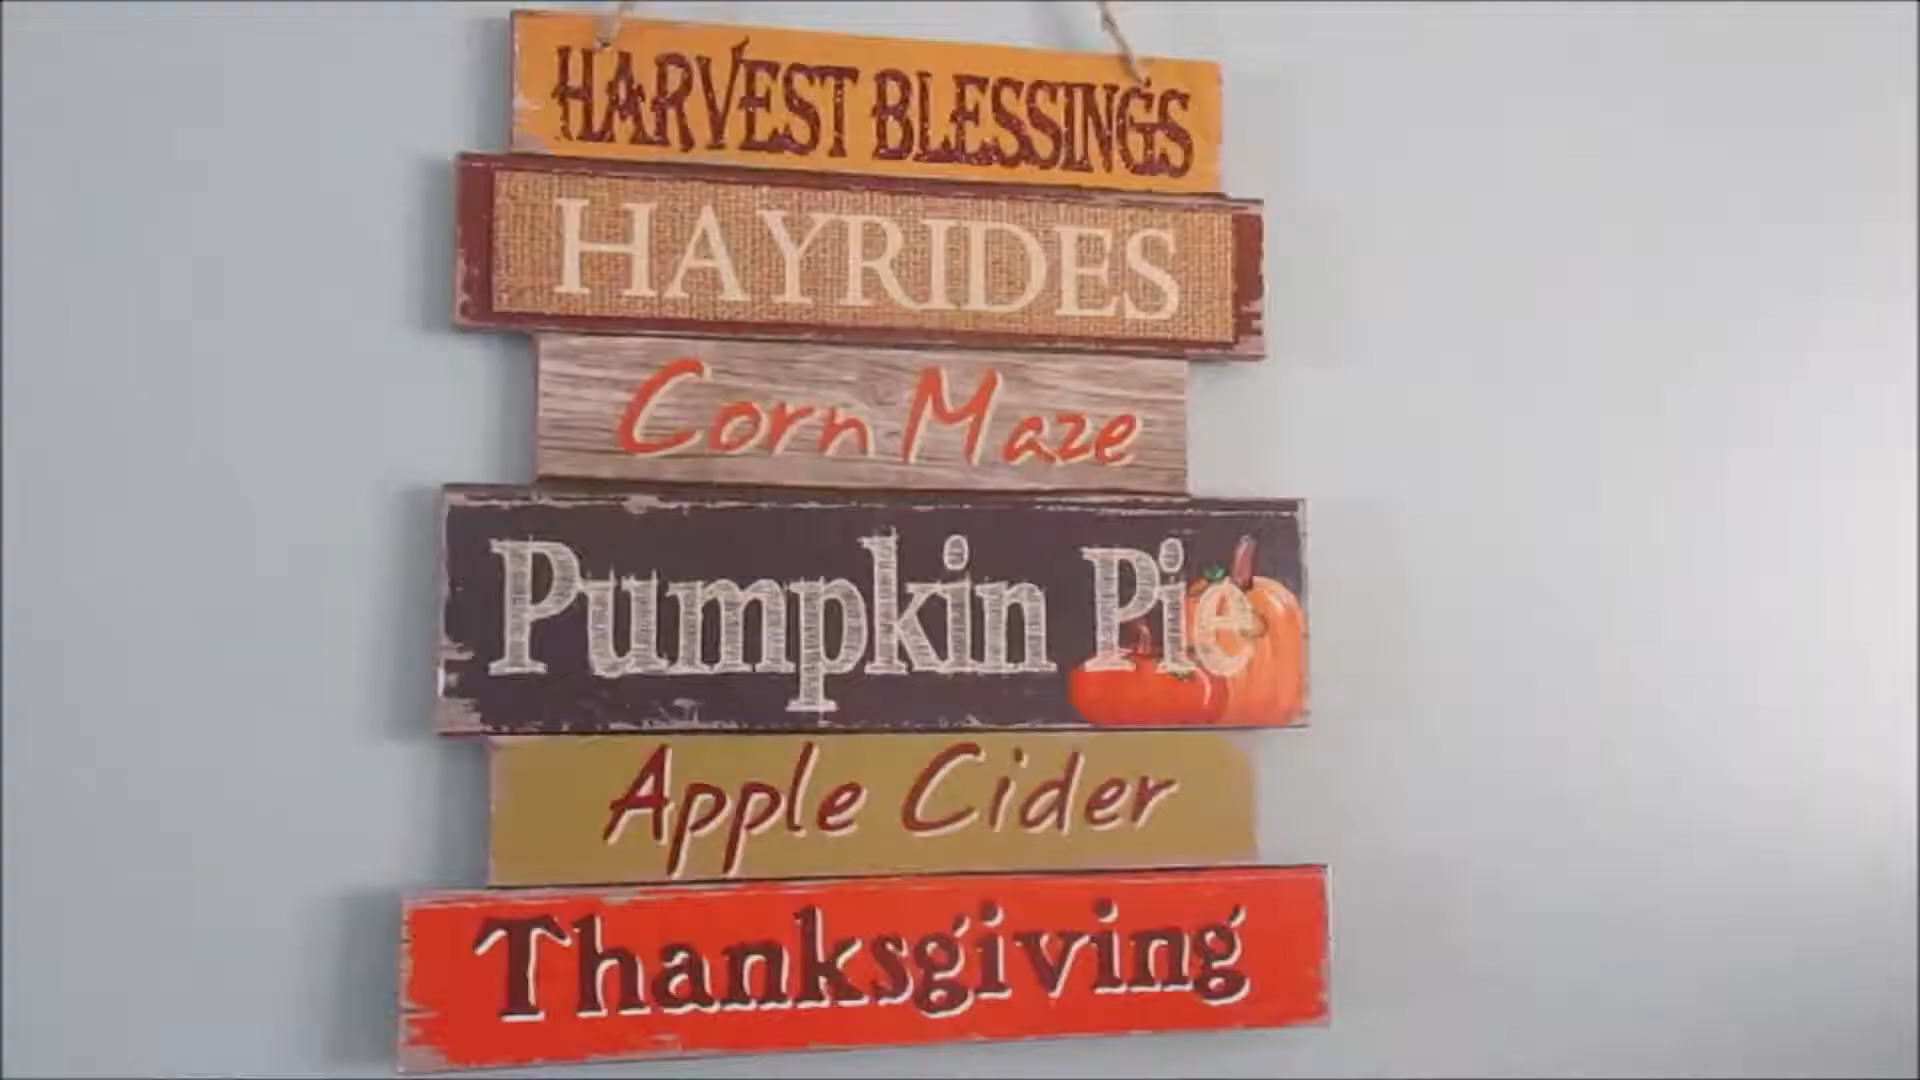 HARVEST BLESSINGS
HAYRIDES
Corn Maze
Pumpkin Pie
Apple Cider
Thanksgiving